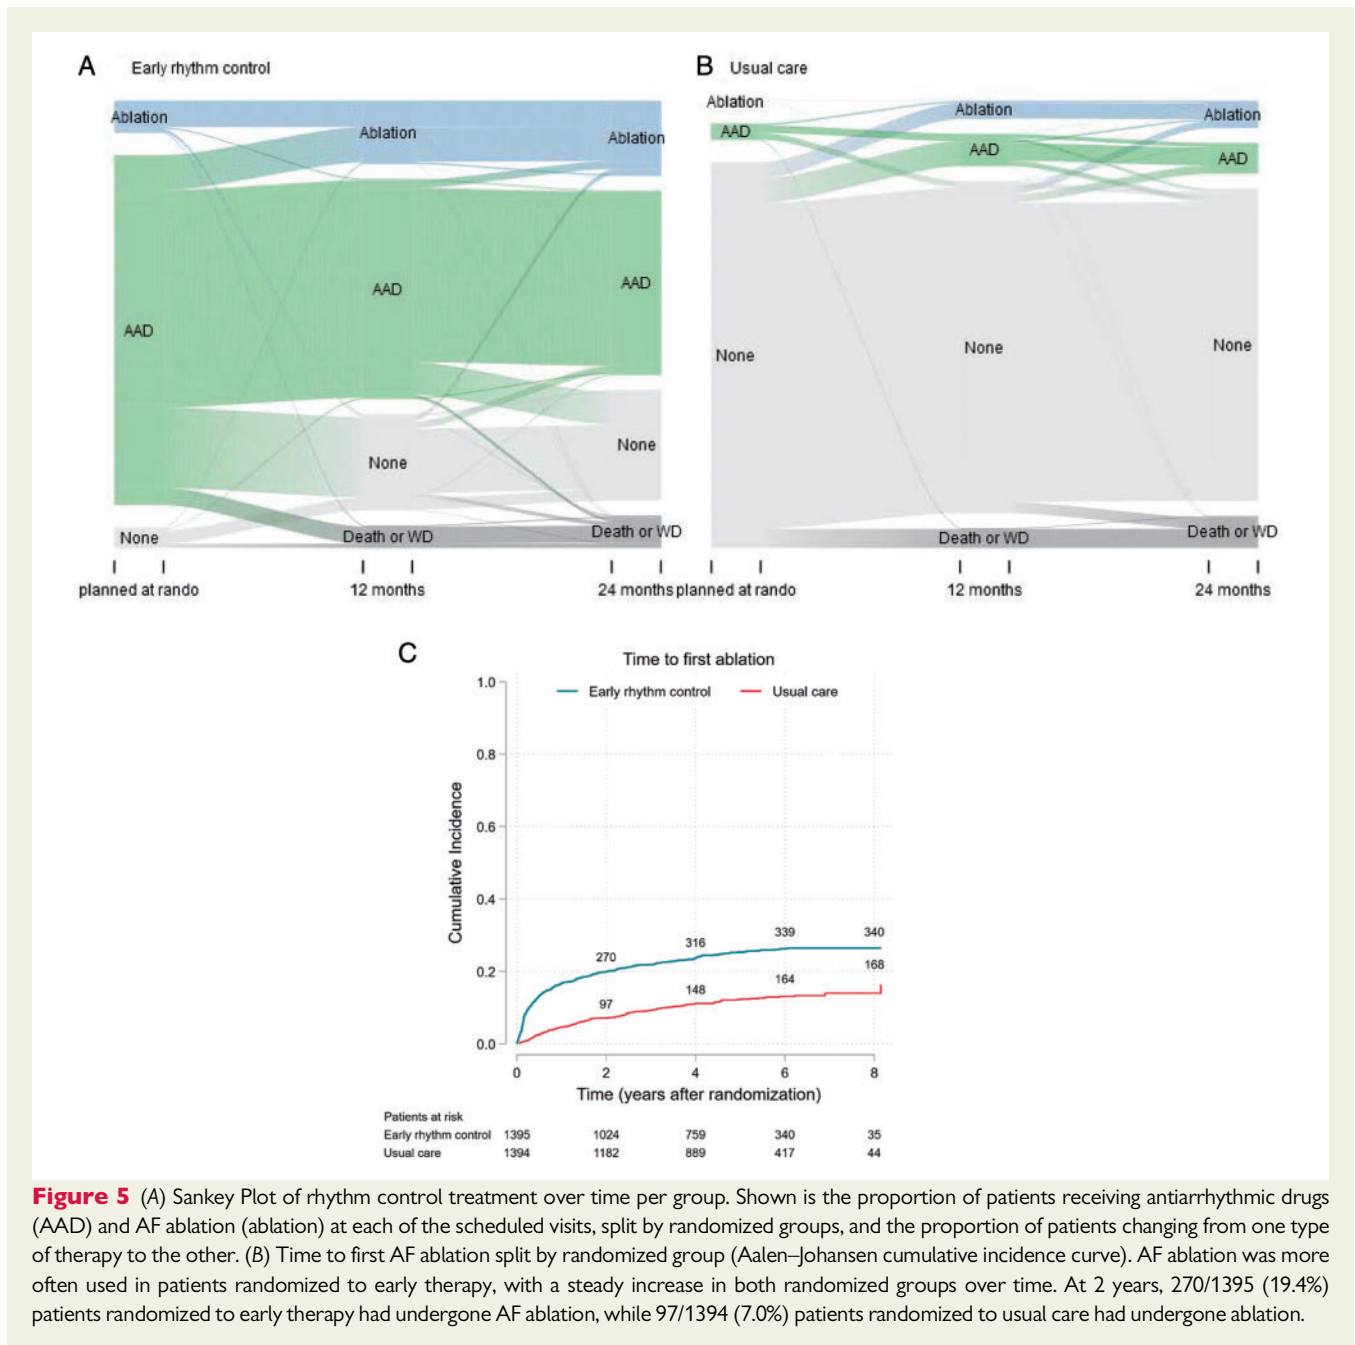 A Early rhythm control
Ablation
Ablation
Ablation
AAD
AAD
AAD
None
None
None
Death or WD
Death or WD
planned at rando
12 months
24 months
B Usual care
Ablation
Ablation
Ablation
AAD
AAD
AAD
None
None
None
Death or WD
Death or WD
planned at rando
12 months
24 months
C
Time to first ablation
Early rhythm control Usual care
Cumulative Incidence
1.0
0.8
0.6
0.4
0.2
0.0
270 316 339 340
97 148 164 168
0 2 4 6 8
Time (years after randomization)
Patients at risk
Early rhythm control 1395 1024 759 340 35
Usual care 1394 1182 889 417 44
Figure 5 (A) Sankey Plot of rhythm control treatment over time per group. Shown is the proportion of patients receiving antiarrhythmic drugs
(AAD) and AF ablation (ablation) at each of the scheduled visits, split by randomized groups, and the proportion of patients changing from one type
of therapy to the other. (B) Time to first AF ablation split by randomized group (Aalen–Johansen cumulative incidence curve). AF ablation was more
often used in patients randomized to early therapy, with a steady increase in both randomized groups over time. At 2 years, 270/1395 (19.4%)
patients randomized to early therapy had undergone AF ablation, while 97/1394 (7.0%) patients randomized to usual care had undergone ablation.